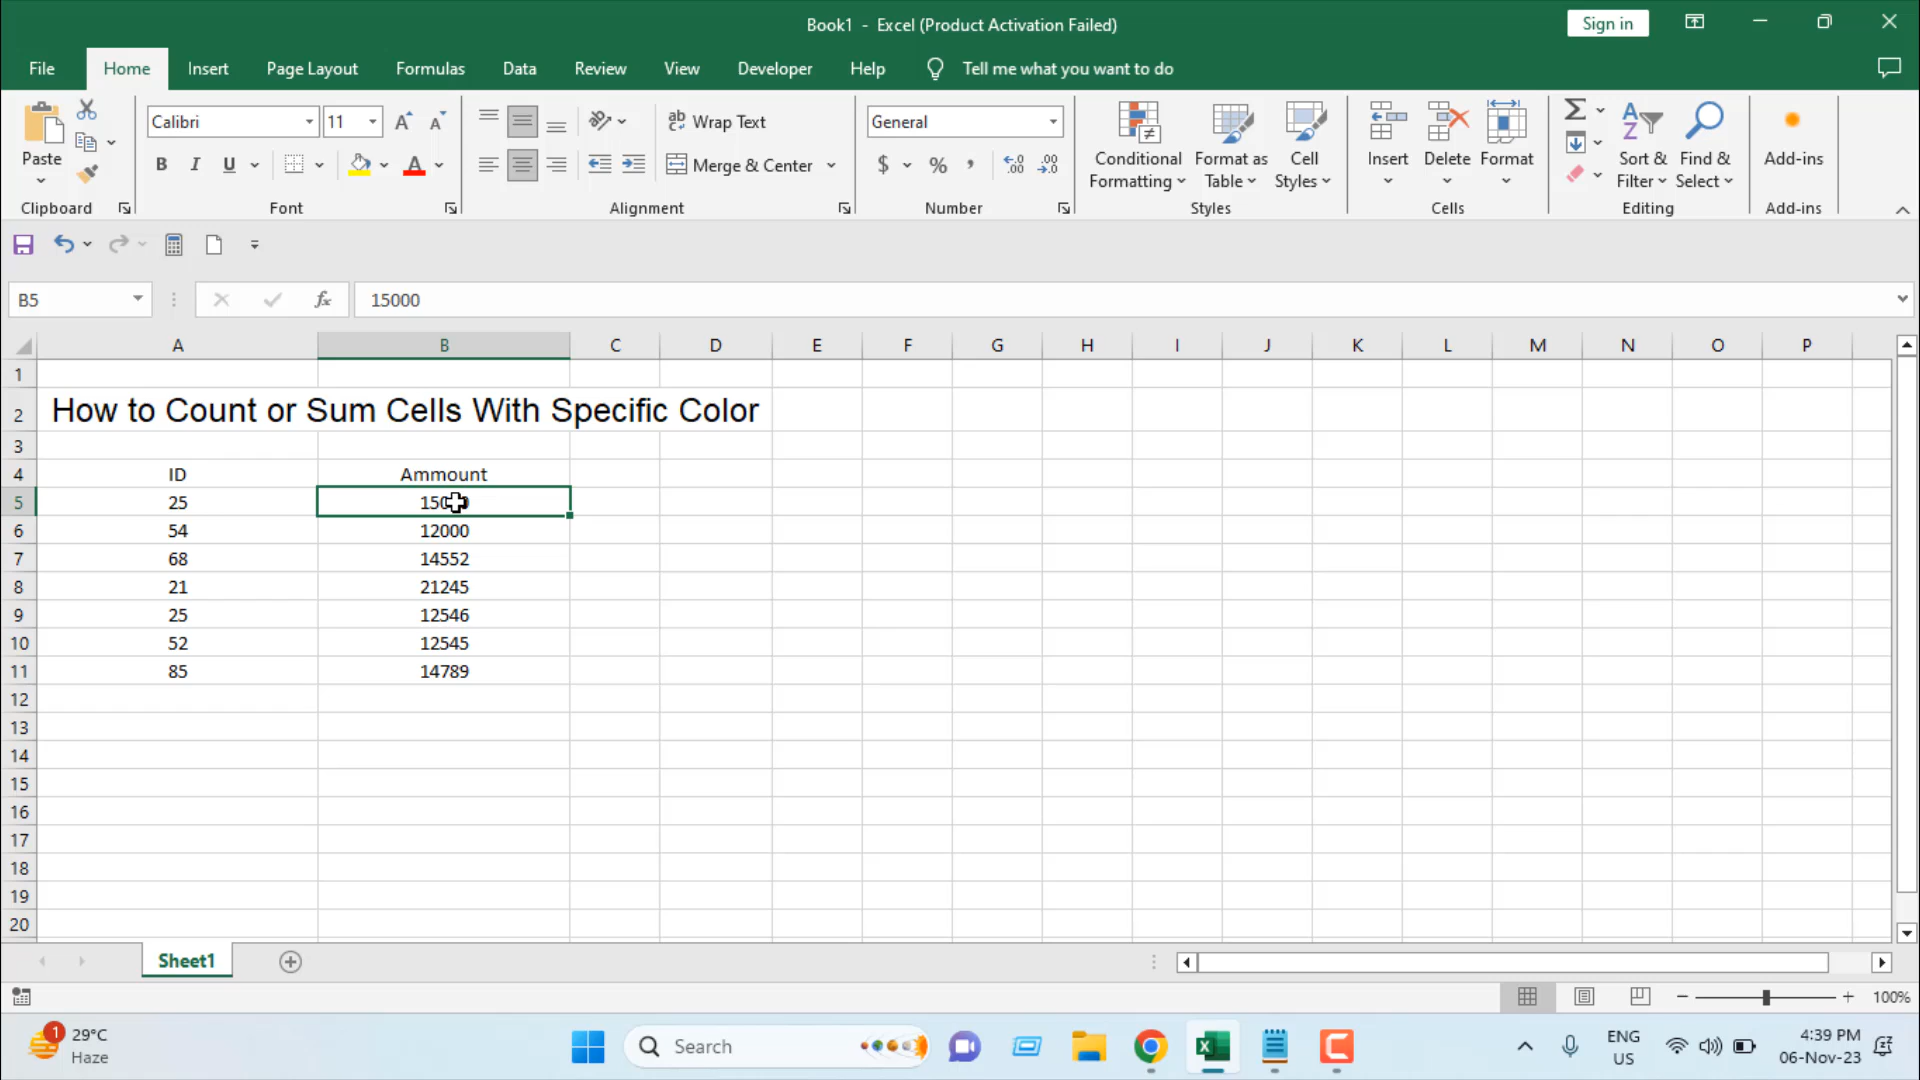 Book1 - Excel (Product Activation Failed)
Sign in
File Home Insert Page Layout Formulas Data Review View Developer Help Tell me what you want to do
Paste
Calibri 11
Wrap Text
General
B I U
Merge & Center
$ % ,
Conditional Formatting
Format as Table
Cell Styles
Insert Delete Format
Sort & Filter
Find & Select
Add-ins
Clipboard Font Alignment Number Styles Cells Editing Add-ins
B5 fx 15000
A B C D E F G H I J K L M N O P
1
2 How to Count or Sum Cells With Specific Color
3
4 ID Ammount
5 25
6 54 12000
7 68 14552
8 21 21245
9 25 12546
10 52 12545
11 85 14789
12
13
14
15
16
17
18
19
20
Sheet1
100%
1 29°C
Haze
Search
ENG
US
4:39 PM
06-Nov-23